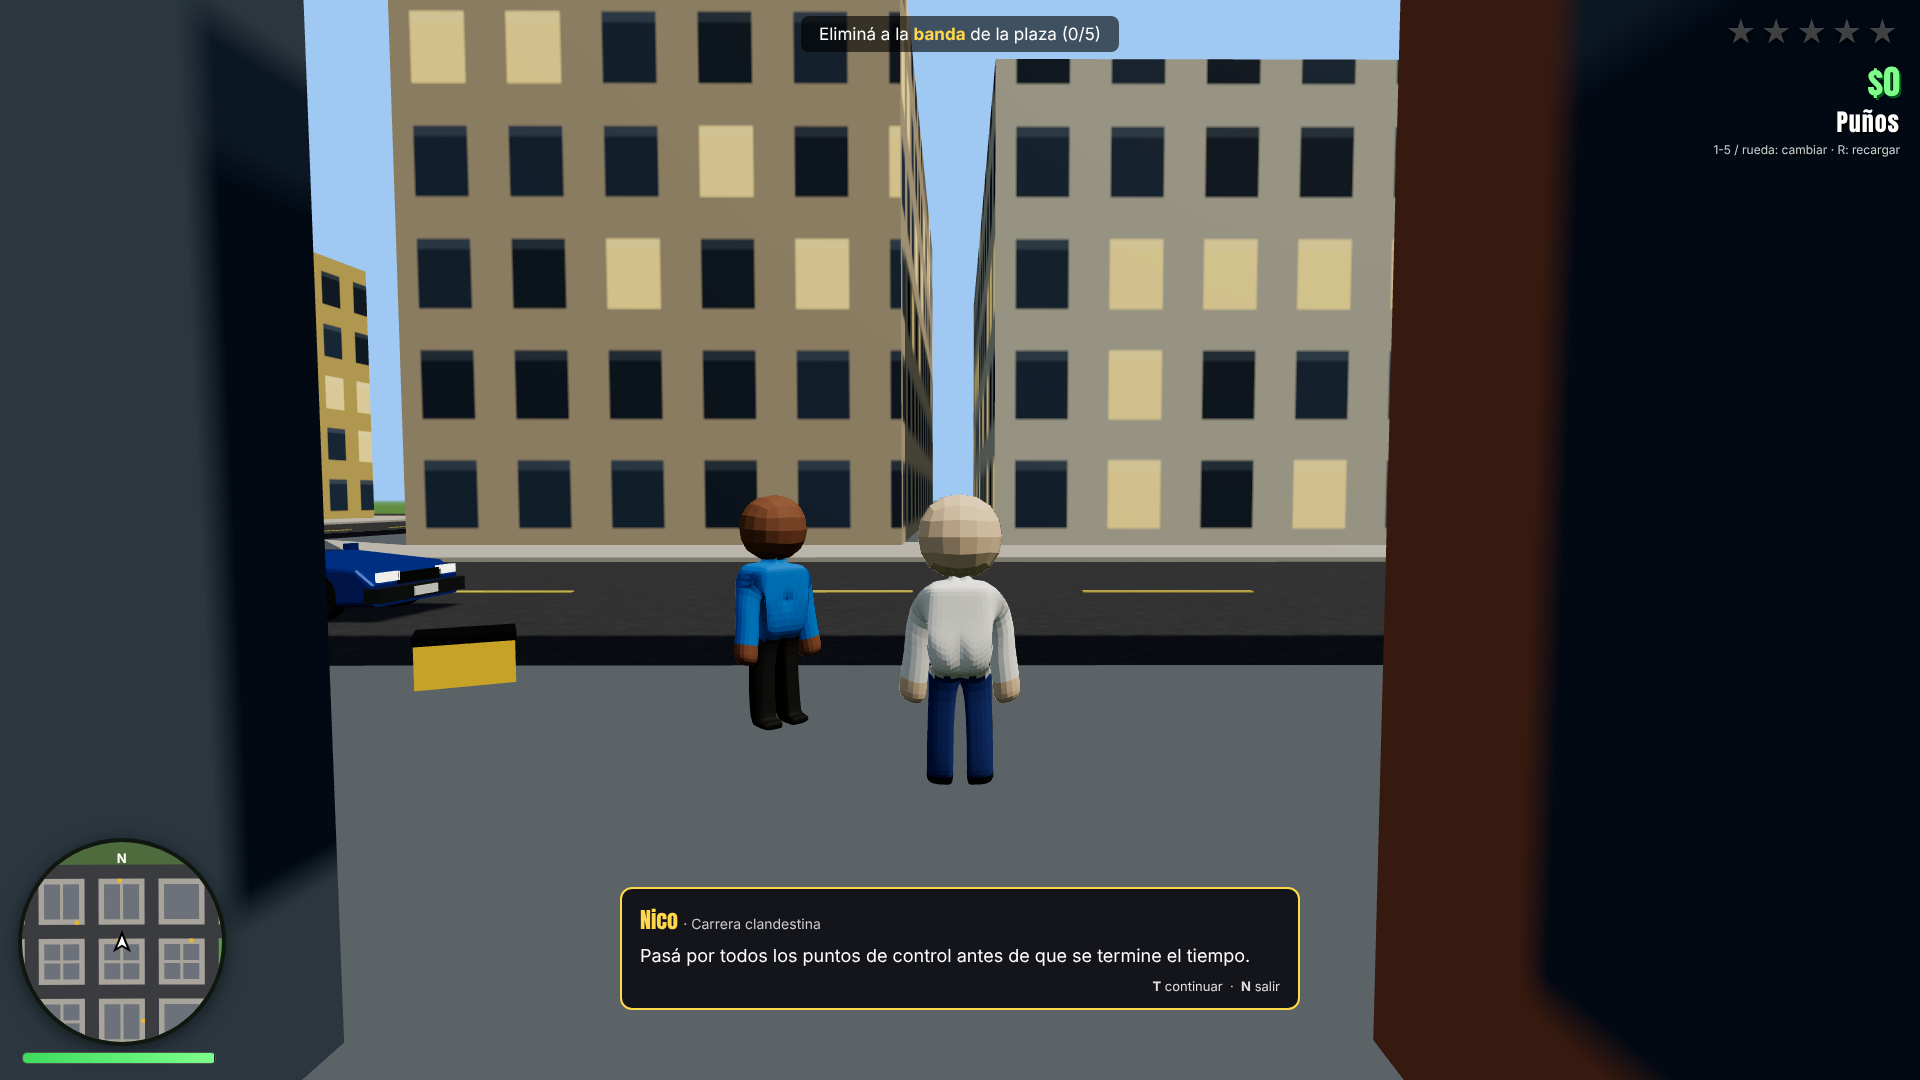 Eliminá a la banda de la plaza (0/5)
★★★★★
$0
Puños
1-5 / rueda: cambiar · R: recargar
N
Nico · Carrera clandestina
Pasá por todos los puntos de control antes de que se termine el tiempo.
T continuar · N salir